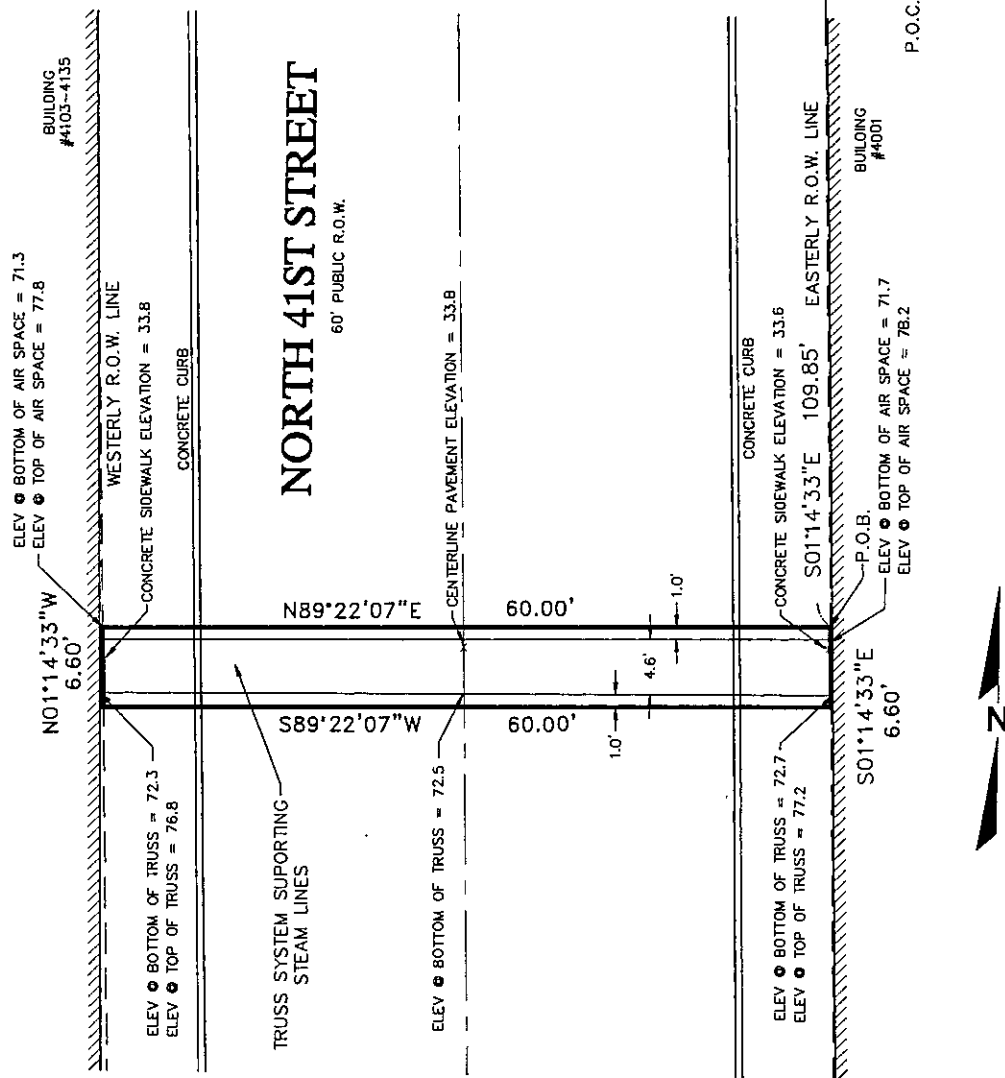 P.O.C.
BUILDING
#4103-4135
ELEV @ BOTTOM OF AIR SPACE = 71.3
ELEV @ TOP OF AIR SPACE = 77.8
WESTERLY R.O.W. LINE
CONCRETE SIDEWALK ELEVATION = 33.8
CONCRETE CURB
NORTH 41ST STREET
60' PUBLIC R.O.W.
CENTERLINE PAVEMENT ELEVATION = 33.8
CONCRETE CURB
CONCRETE SIDEWALK ELEVATION = 33.6
S01°14'33"E 109.85'
EASTERLY R.O.W. LINE
BUILDING
#4001
P.O.B.
ELEV @ BOTTOM OF AIR SPACE = 71.7
ELEV @ TOP OF AIR SPACE = 78.2
N01°14'33"W
6.60'
N89°22'07"E 60.00'
1.0'
4.6'
S89°22'07"W 60.00'
1.0'
S01°14'33"E
6.60'
ELEV @ BOTTOM OF TRUSS = 72.3
ELEV @ TOP OF TRUSS = 76.8
TRUSS SYSTEM SUPORTING
STEAM LINES
ELEV @ BOTTOM OF TRUSS = 72.5
ELEV @ BOTTOM OF TRUSS = 72.7
ELEV @ TOP OF TRUSS = 77.2
N